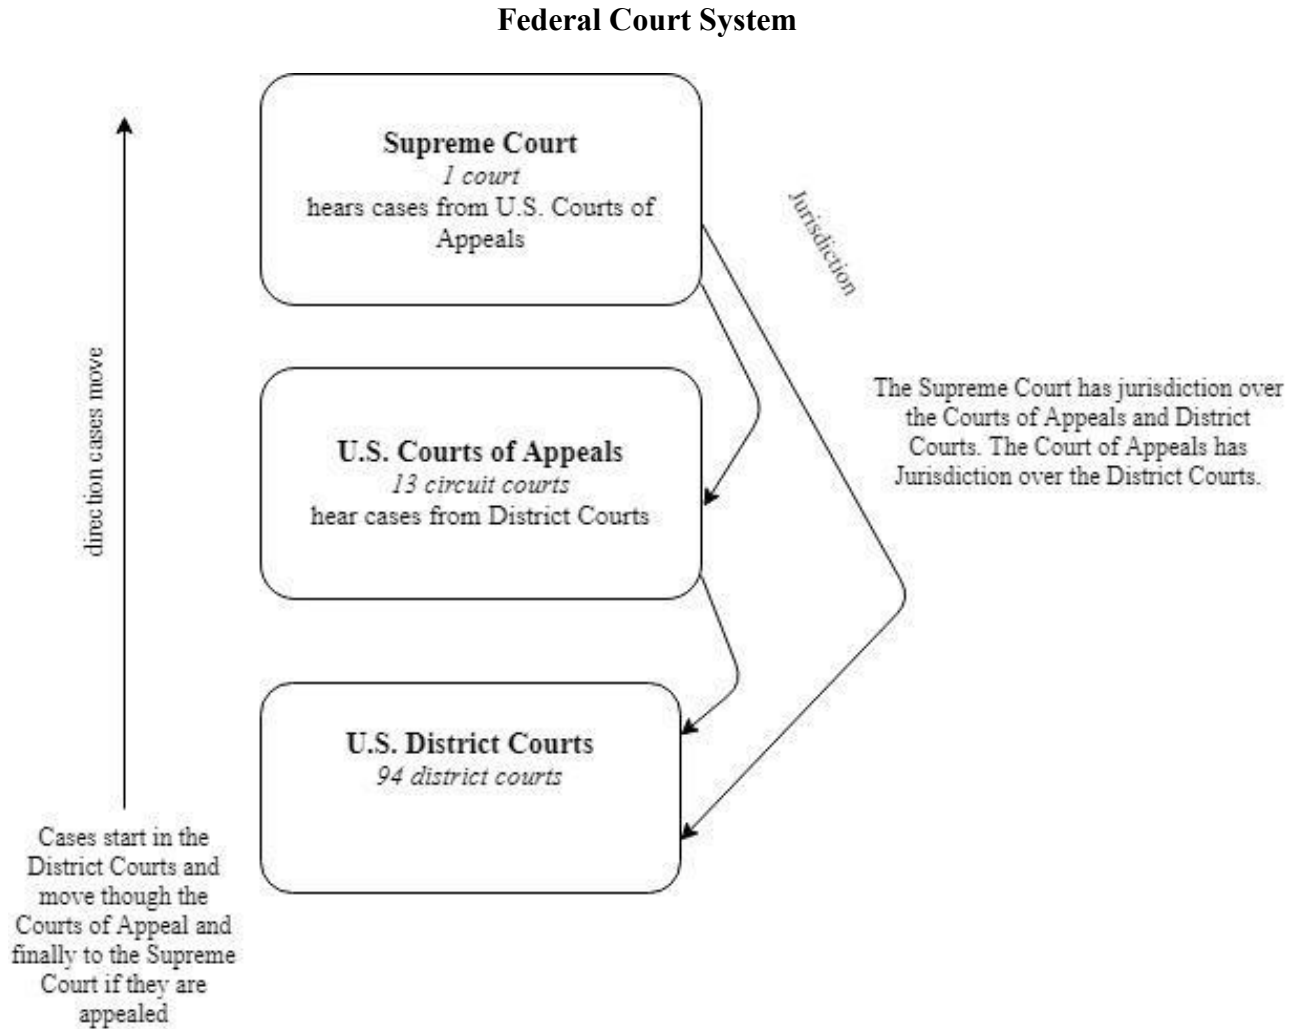 Federal Court System
Supreme Court
1 court
hears cases from U.S. Courts of
Appeals
Jurisdiction
direction cases move
The Supreme Court has jurisdiction over
the Courts of Appeals and District
Courts. The Court of Appeals has
Jurisdiction over the District Courts.
U.S. Courts of Appeals
13 circuit courts
hear cases from District Courts
U.S. District Courts
94 district courts
Cases start in the
District Courts and
move though the
Courts of Appeal and
finally to the Supreme
Court if they are
appealed